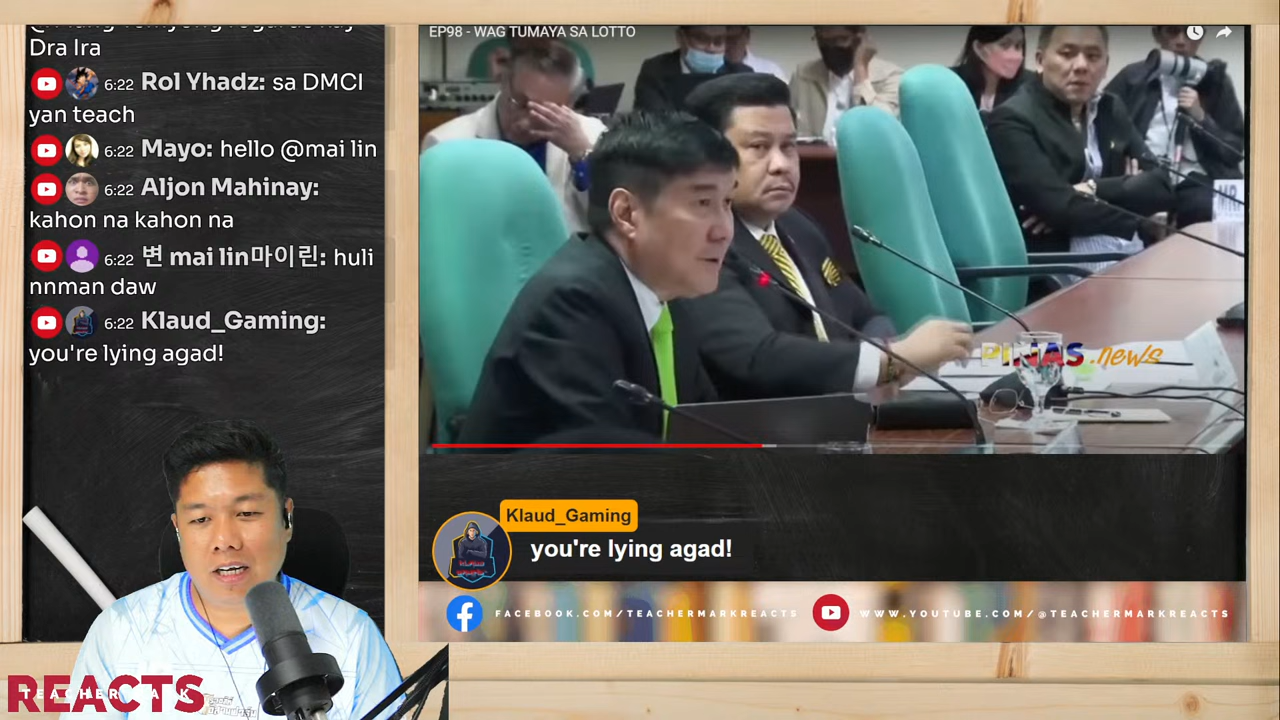 Dra Ira
6:22 Rol Yhadz: sa DMCI
yan teach
6:22 Mayo: hello @mai lin
6:22 Aljon Mahinay:
kahon na kahon na
6:22 변 mai lin마이린: huli
nnman daw
6:22 Klaud_Gaming:
you're lying agad!
EP98 - WAG TUMAYA SA LOTTO
MR.
PINAS.news
Klaud_Gaming
you're lying agad!
FACEBOOK.COM/TEACHERMARKREACTS
WWW.YOUTUBE.COM/@TEACHERMARKREACTS
REACTS